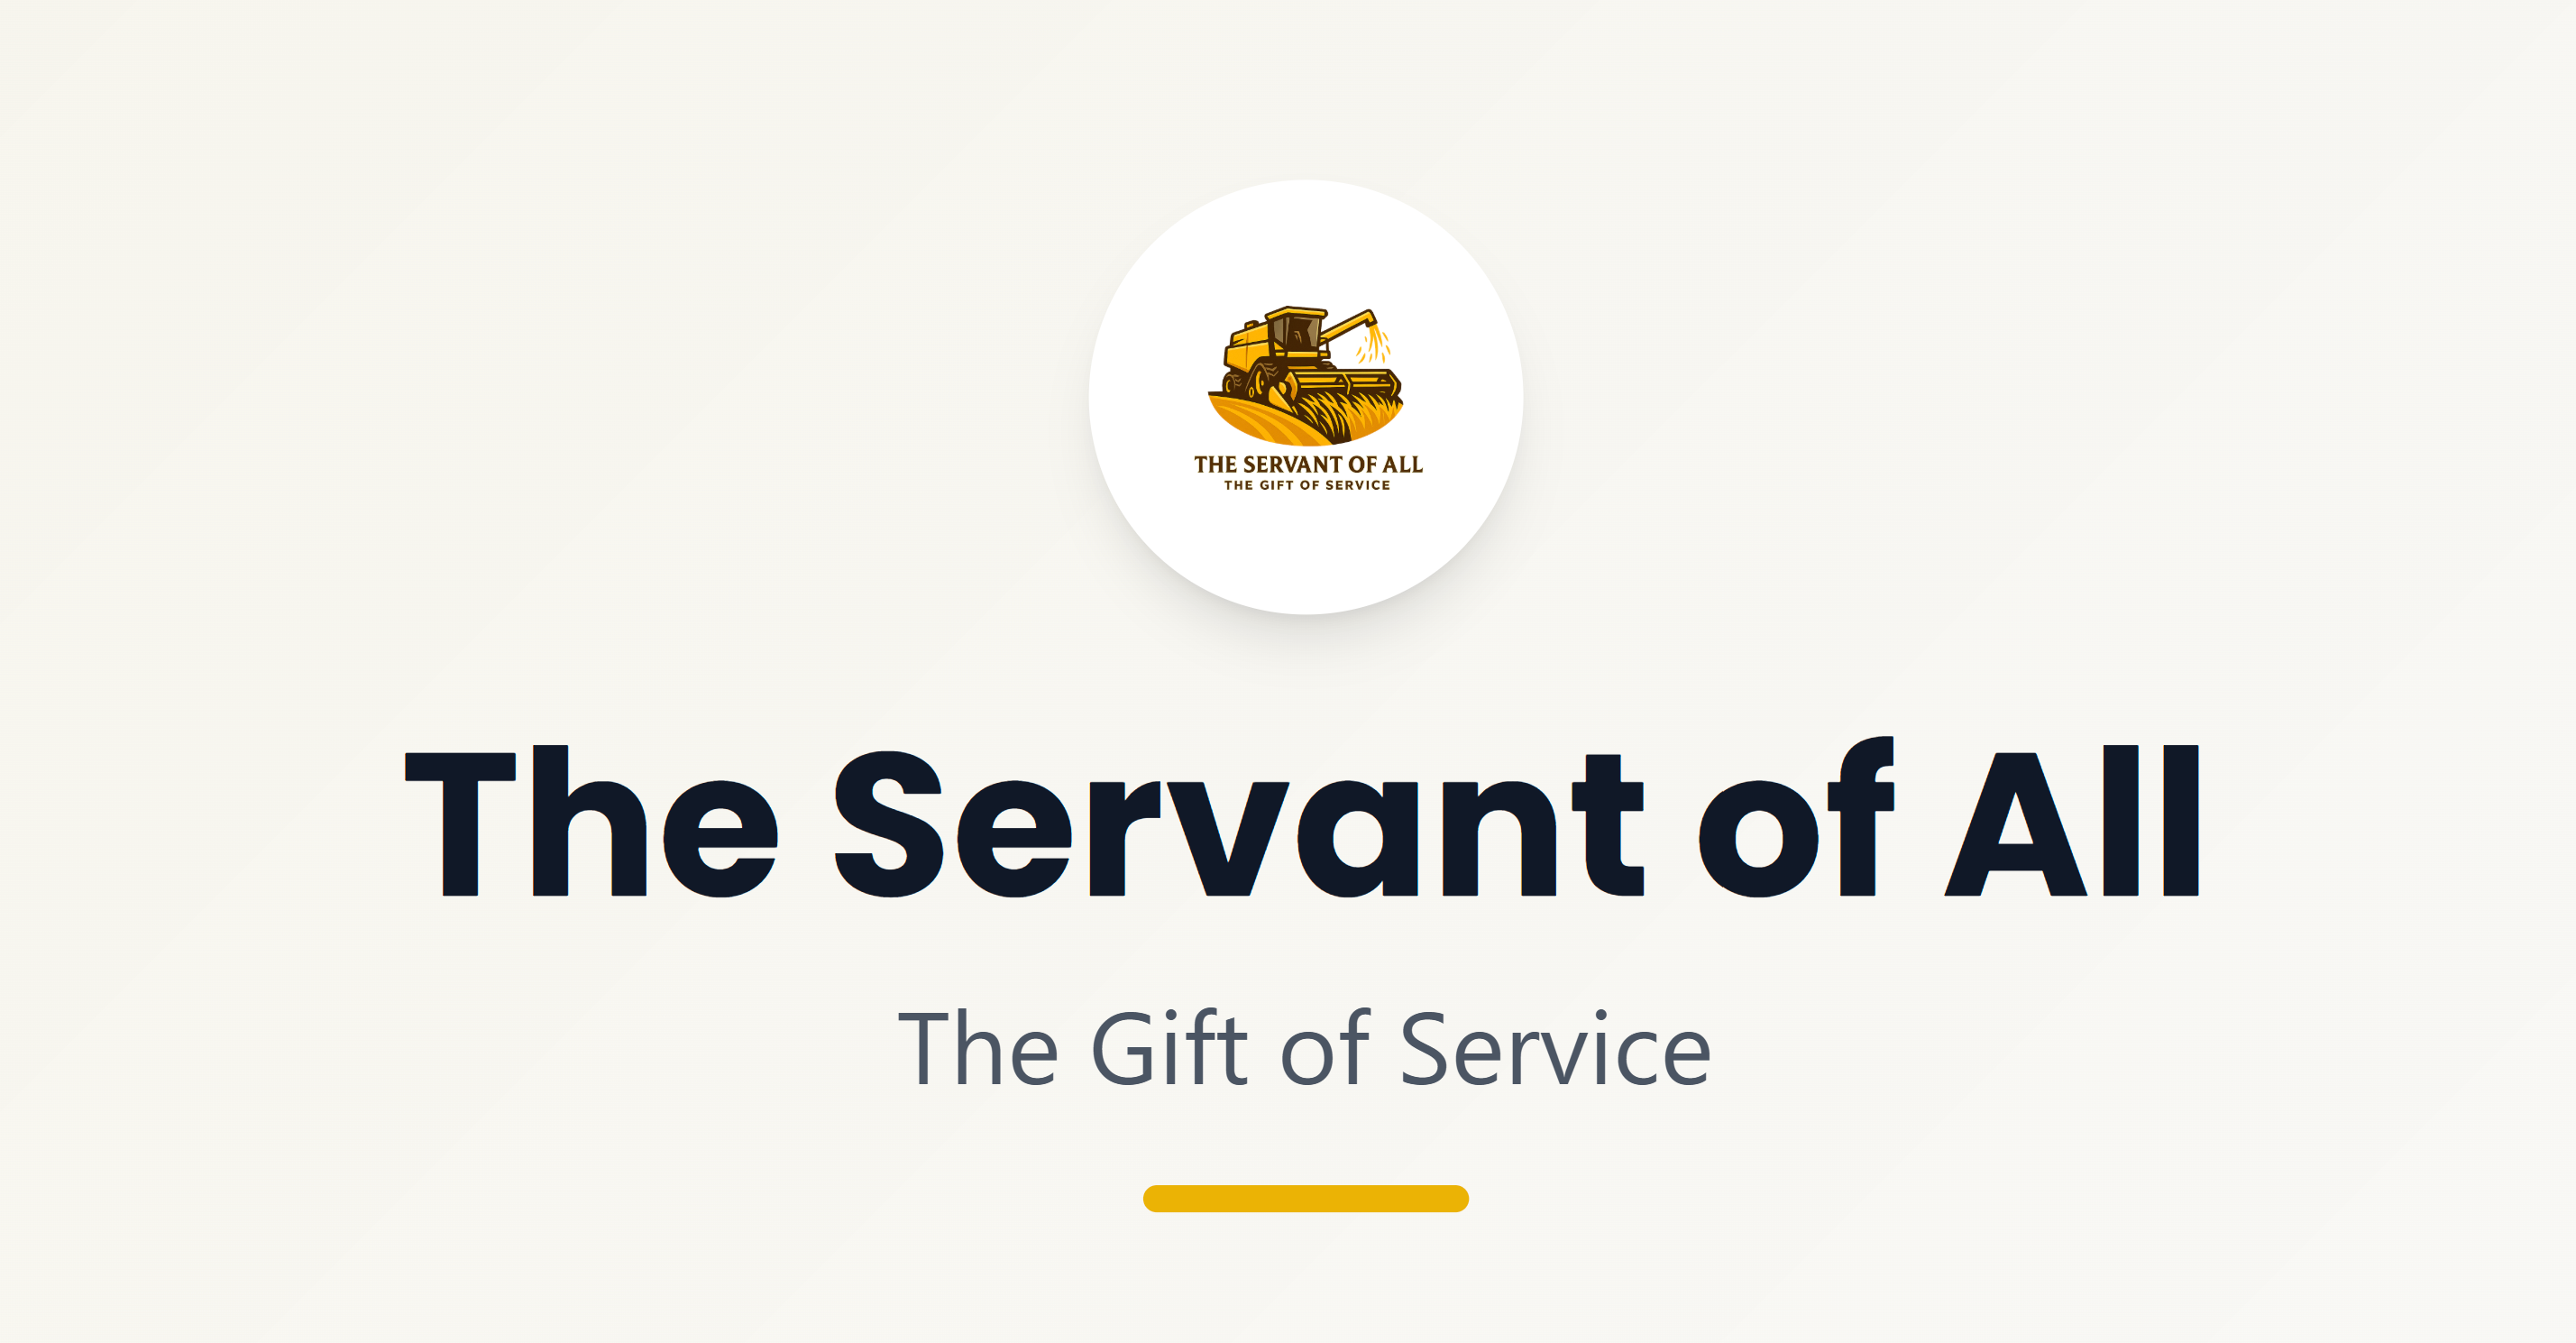 THE SERVANT OF ALL
THE GIFT OF SERVICE
The Servant of All
The Gift of Service